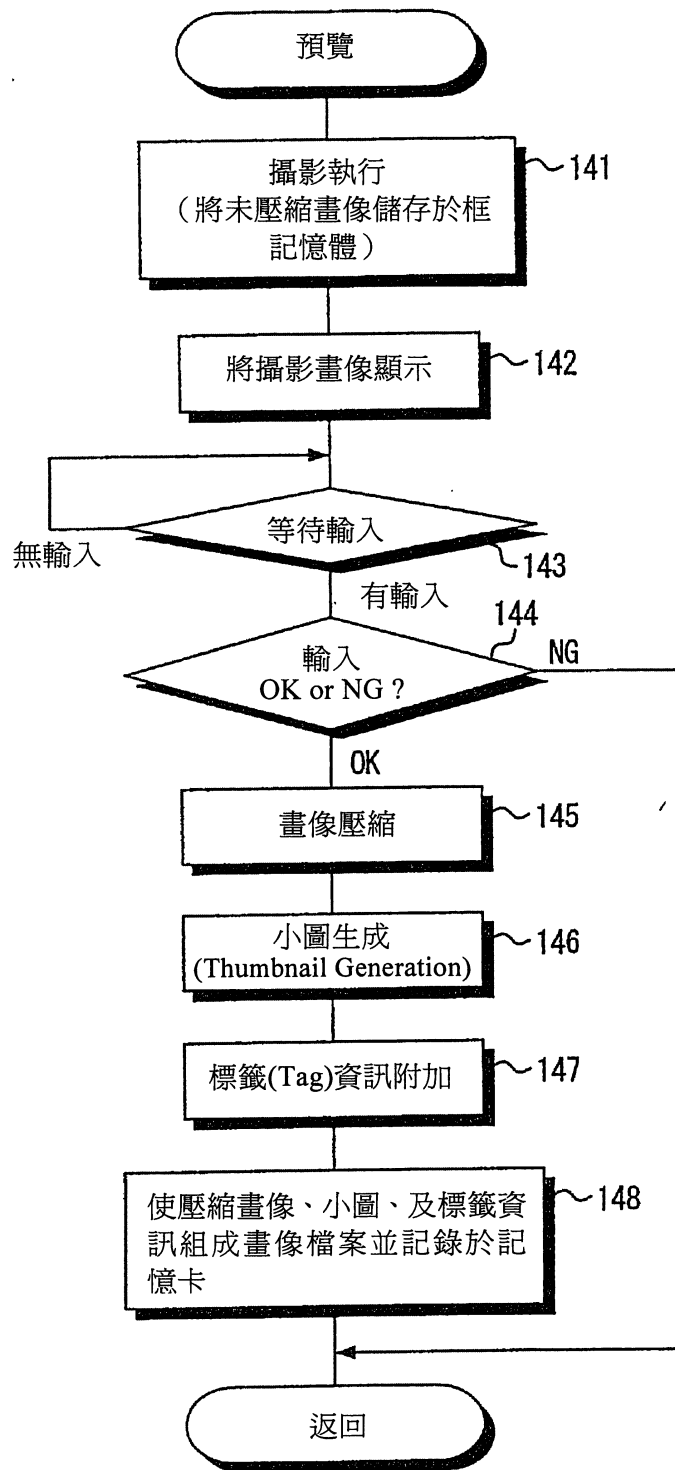 預覽
攝影執行
(將未壓縮畫像儲存於框
記憶體)
141
將攝影畫像顯示
142
等待輸入
143
無輸入
有輸入
144
輸入
OK or NG ?
NG
OK
畫像壓縮
145
小圖生成
(Thumbnail Generation)
146
標籤(Tag)資訊附加
147
使壓縮畫像、小圖、及標籤資
訊組成畫像檔案並記錄於記
憶卡
148
返回